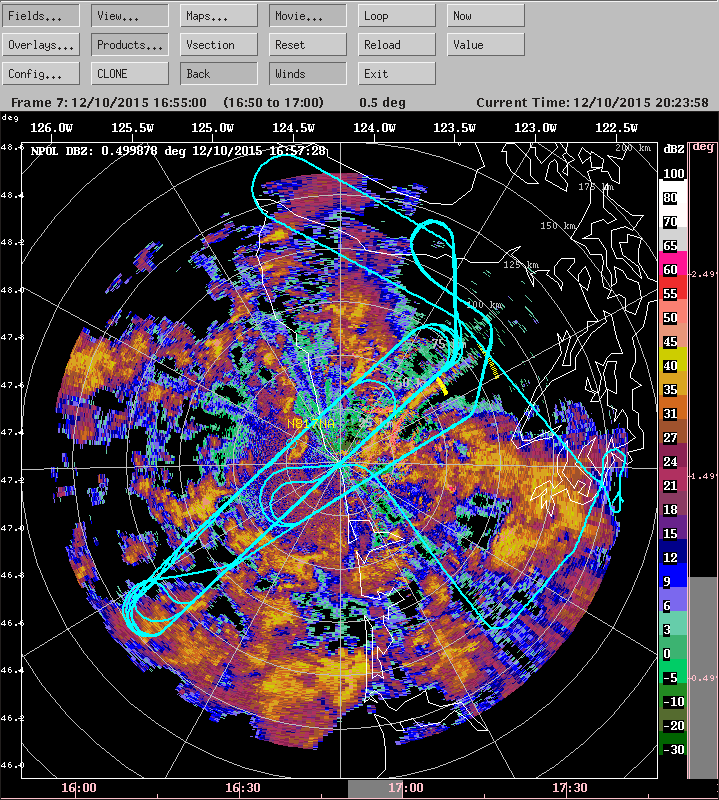 Fields... View... Maps... Movie... Loop Now
Overlays... Products... Vsection Reset Reload Value
Config... CLONE Back Winds Exit
Frame 7: 12/10/2015 16:55:00 (16:50 to 17:00) 0.5 deg Current Time: 12/10/2015 20:23:58
deg
126.0W 125.5W 125.0W 124.5W 124.0W 123.5W 123.0W 122.5W
NPOL DBZ: 0.499878 deg 12/10/2015 16:57:28
200 km
175 km
150 km
125 km
100 km
48.4
48.2
48.0
47.8
47.6
47.4
47.2
47.0
46.8
46.6
46.4
46.2
46.0
dBZ
100
80
70
65
60
55
50
45
40
35
31
27
24
21
18
15
12
9
6
3
0
-5
-10
-20
-30
deg
2.49°
1.49°
0.49°
16:00 16:30 17:00 17:30